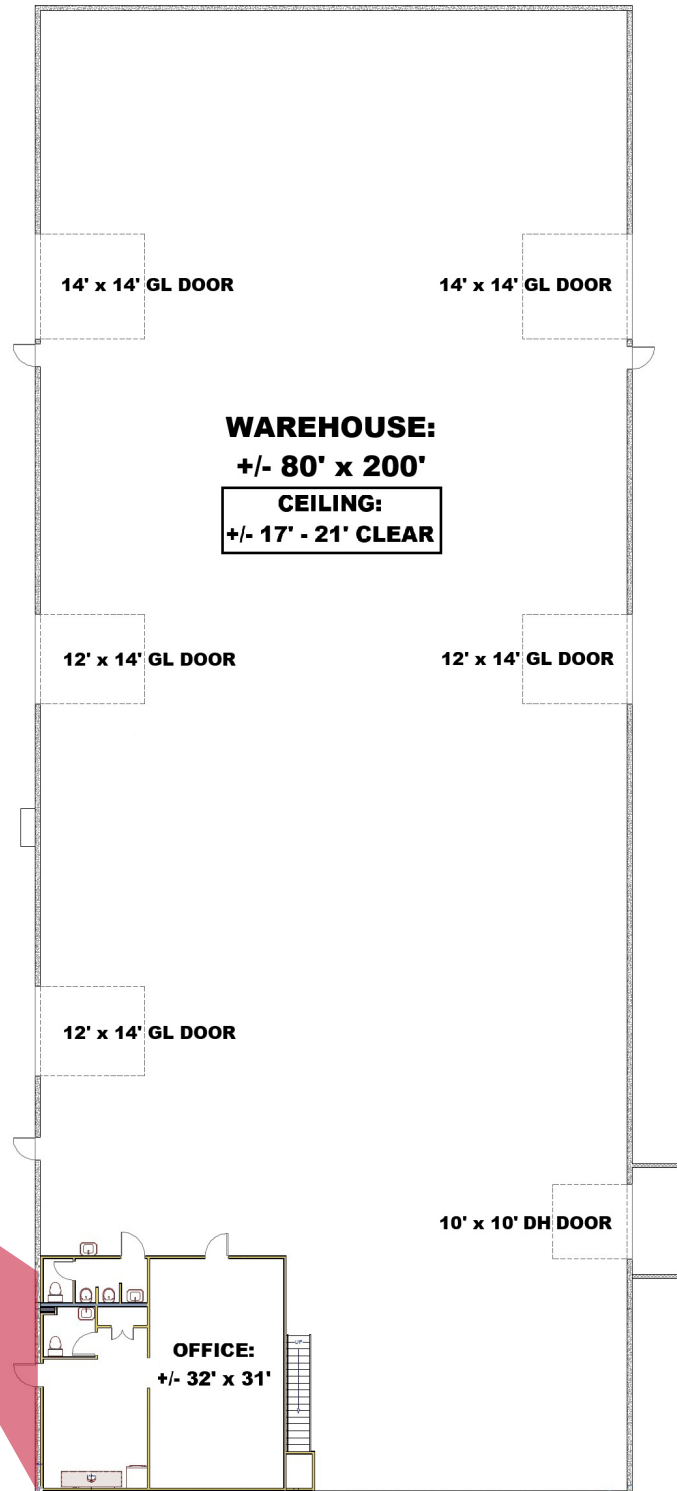 14' x 14' GL DOOR
14' x 14' GL DOOR
WAREHOUSE:
+/- 80' x 200'
CEILING:
+/- 17' - 21' CLEAR
12' x 14' GL DOOR
12' x 14' GL DOOR
12' x 14' GL DOOR
10' x 10' DH DOOR
OFFICE:
+/- 32' x 31'
UP